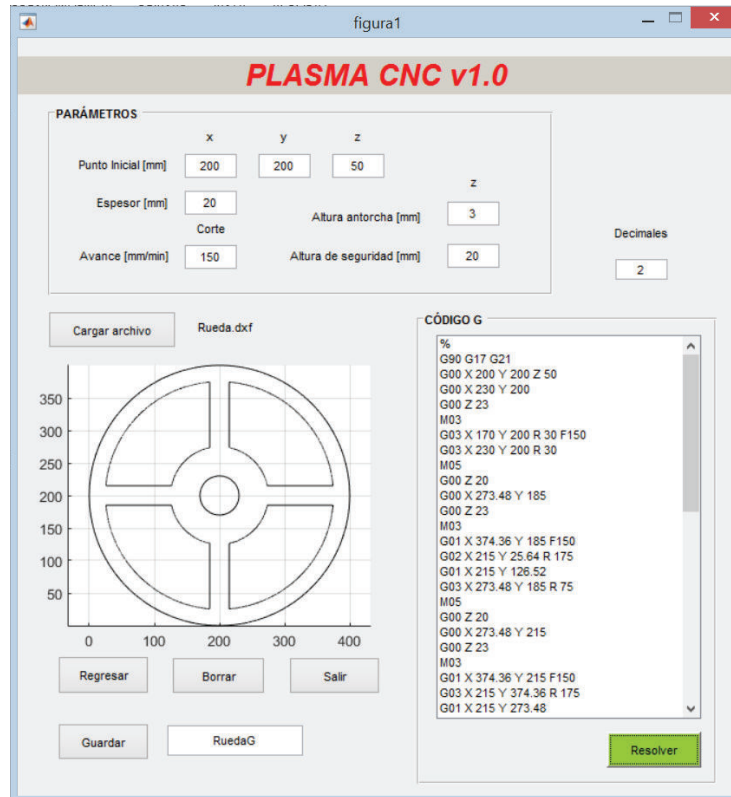 figura1
PLASMA CNC v1.0
PARÁMETROS
x y z
Punto Inicial [mm] 200 200 50
z
Espesor [mm] 20
Altura antorcha [mm] 3
Corte
Avance [mm/min] 150
Altura de seguridad [mm] 20
Decimales
2
Cargar archivo Rueda.dxf
350
300
250
200
150
100
50
0 100 200 300 400
Regresar Borrar Salir
Guardar RuedaG
CÓDIGO G
%
G90 G17 G21
G00 X 200 Y 200 Z 50
G00 X 230 Y 200
G00 Z 23
M03
G03 X 170 Y 200 R 30 F150
G03 X 230 Y 200 R 30
M05
G00 Z 20
G00 X 273.48 Y 185
G00 Z 23
M03
G01 X 374.36 Y 185 F150
G02 X 215 Y 25.64 R 175
G01 X 215 Y 126.52
G03 X 273.48 Y 185 R 75
M05
G00 Z 20
G00 X 273.48 Y 215
G00 Z 23
M03
G01 X 374.36 Y 215 F150
G03 X 215 Y 374.36 R 175
G01 X 215 Y 273.48
Resolver